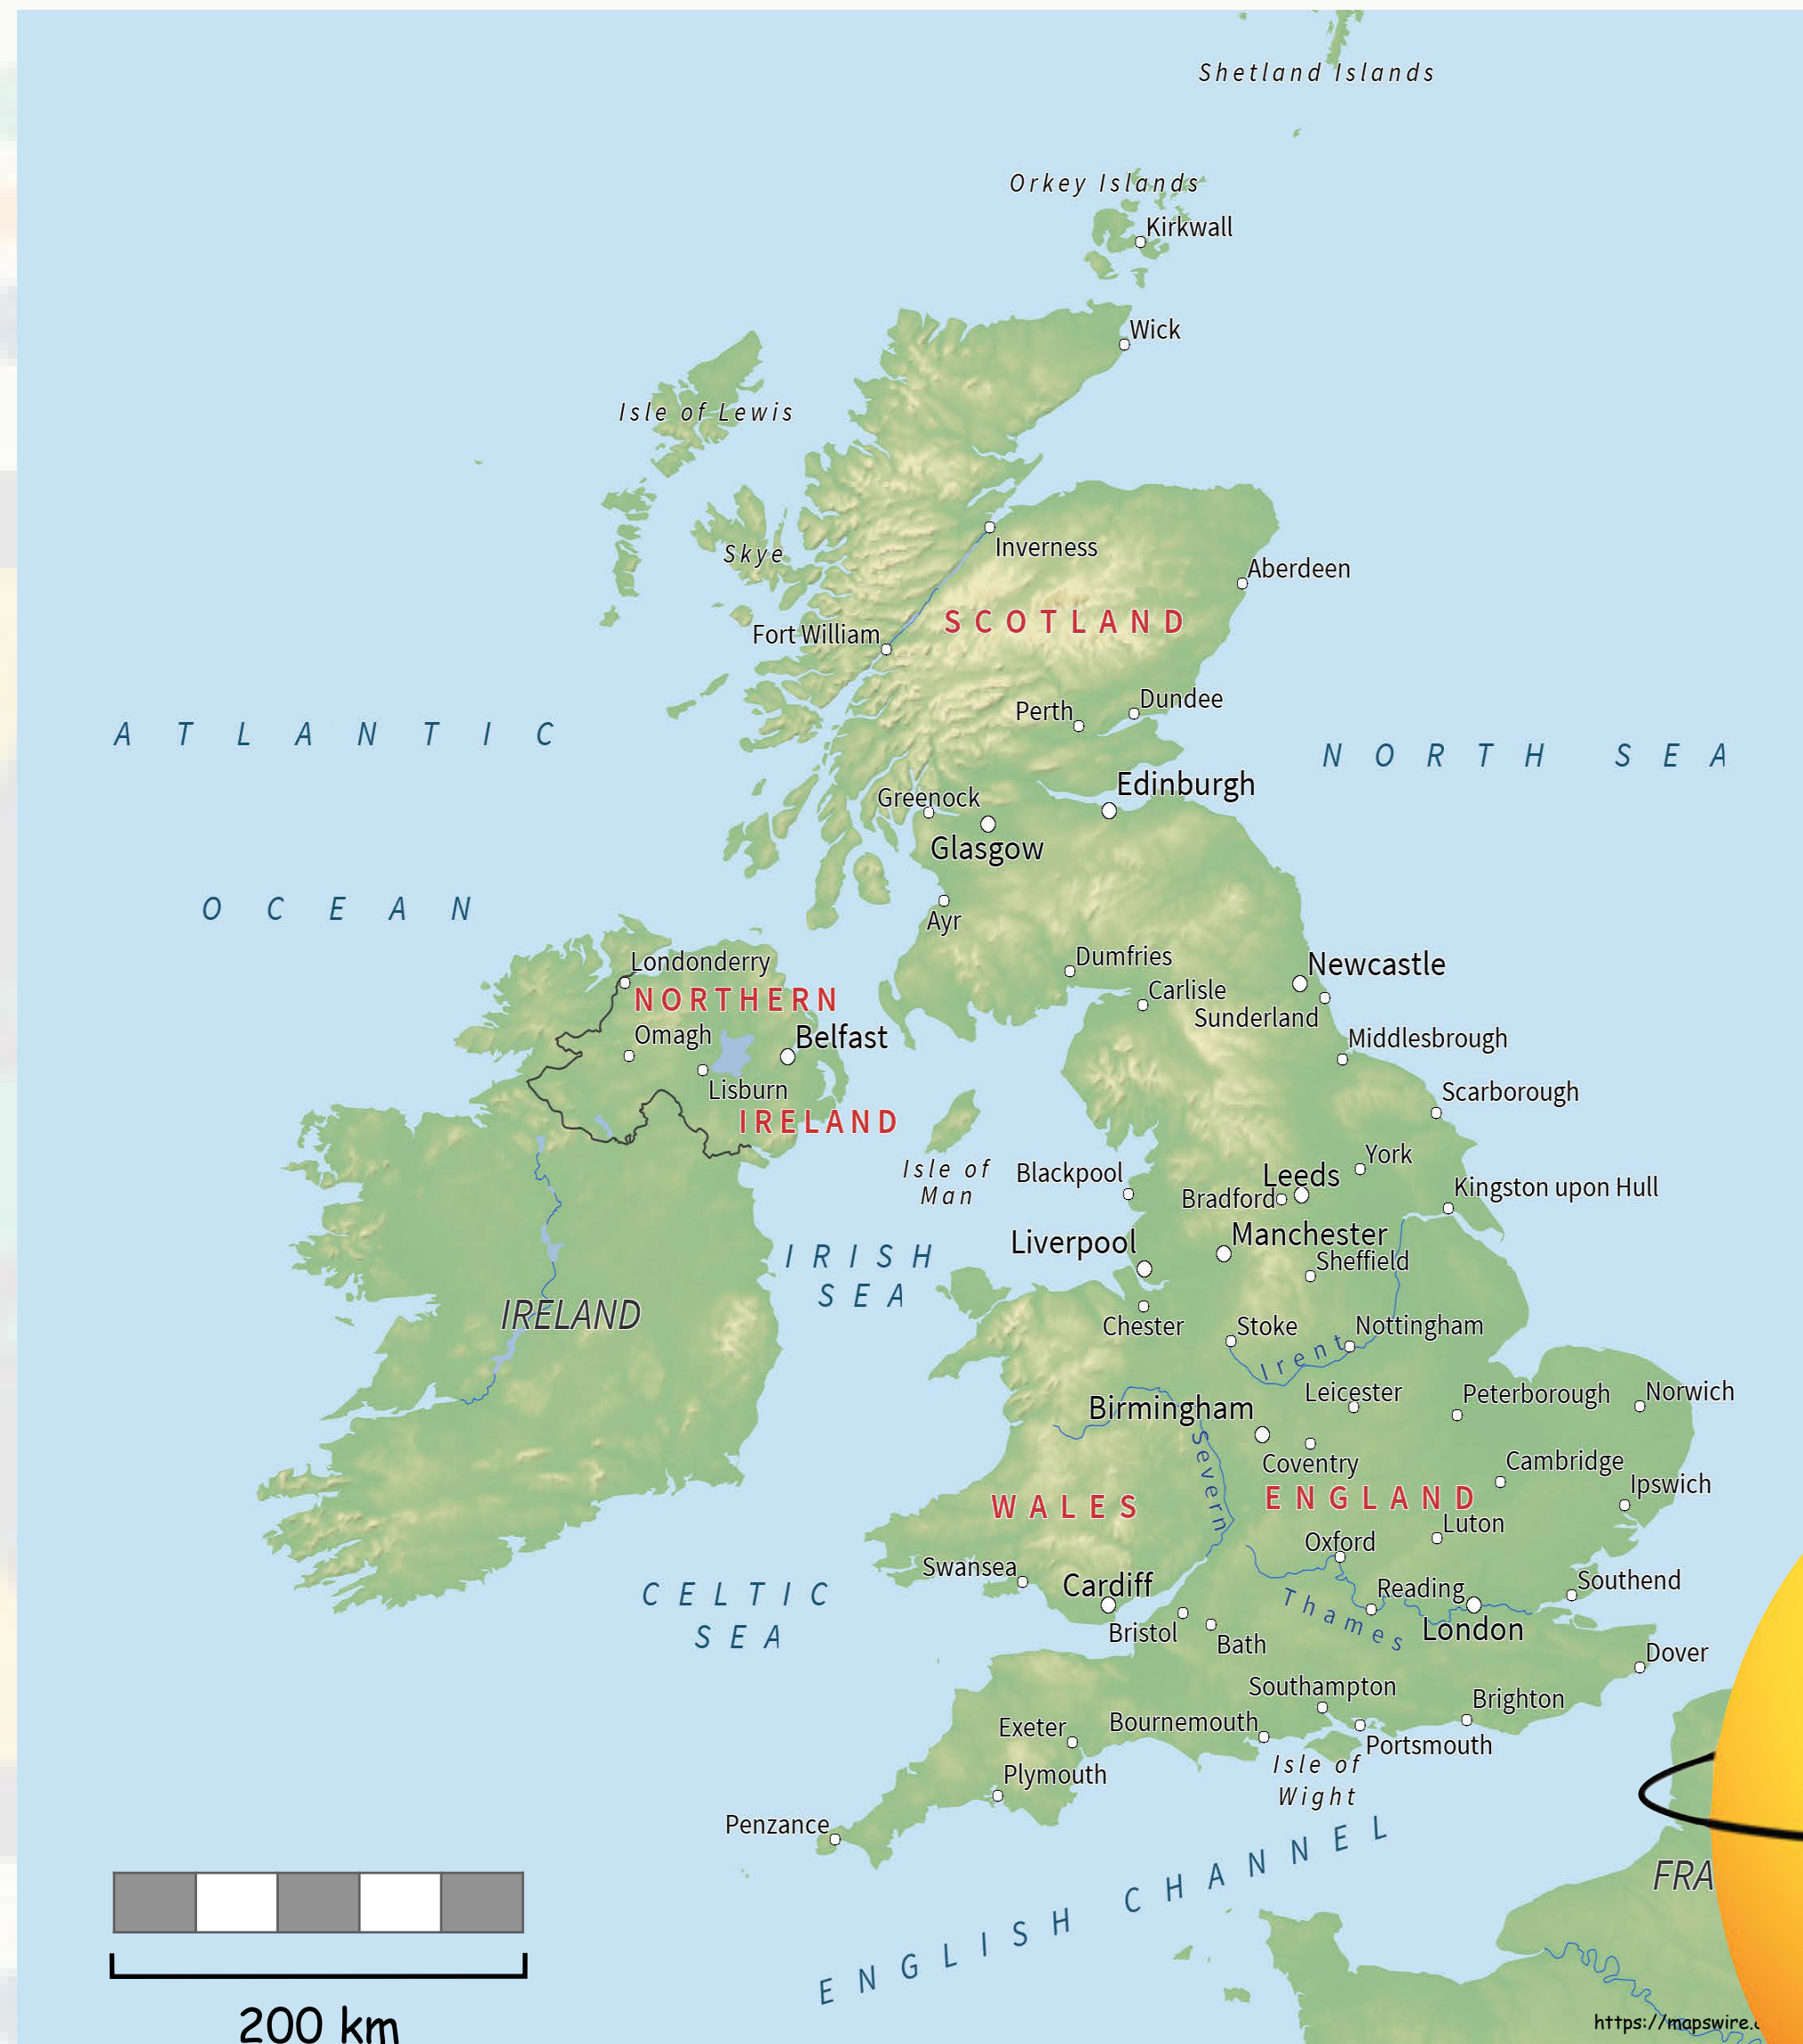 Shetland Islands
Orkey Islands
Kirkwall
Wick
Isle of Lewis
Skye
Inverness
Aberdeen
SCOTLAND
Fort William
Perth
Dundee
ATLANTIC
NORTH SEA
Edinburgh
Greenock
Glasgow
OCEAN
Ayr
Londonderry
Dumfries
Newcastle
NORTHERN
Carlisle
Sunderland
Omagh
Belfast
Middlesbrough
Lisburn
Scarborough
IRELAND
Isle of
Man
Blackpool
York
Leeds
Bradford
Kingston upon Hull
Liverpool
Manchester
IRISH
SEA
Sheffield
IRELAND
Chester
Stoke
Nottingham
Irent
Leicester
Peterborough
Norwich
Birmingham
Severn
Coventry
Cambridge
Ipswich
WALES
ENGLAND
Luton
Oxford
Swansea
Cardiff
CELTIC
SEA
Reading
Southend
Thames
London
Bristol
Bath
Dover
Southampton
Brighton
Exeter
Bournemouth
Portsmouth
Isle of
Wight
Plymouth
Penzance
ENGLISH CHANNEL
FRA
200 km
https://mapswire.c